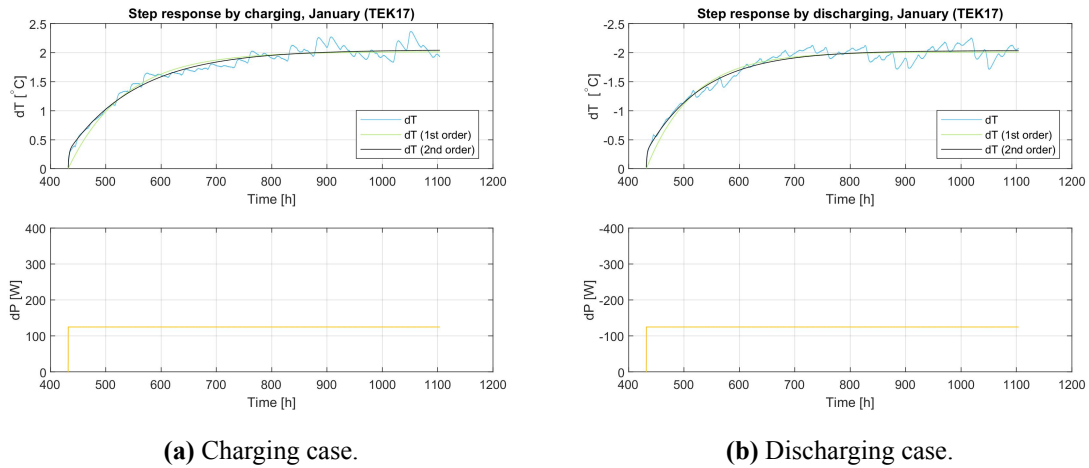 Step response by charging, January (TEK17)
2.5
2
1.5
1
0.5
0
dT [°C]
dT
dT (1st order)
dT (2nd order)
400 500 600 700 800 900 1000 1100 1200
Time [h]
400
300
200
100
0
dP [W]
400 500 600 700 800 900 1000 1100 1200
Time [h]
(a) Charging case.
Step response by discharging, January (TEK17)
-2.5
-2
-1.5
-1
-0.5
0
dT [°C]
dT
dT (1st order)
dT (2nd order)
400 500 600 700 800 900 1000 1100 1200
Time [h]
-400
-300
-200
-100
0
dP [W]
400 500 600 700 800 900 1000 1100 1200
Time [h]
(b) Discharging case.